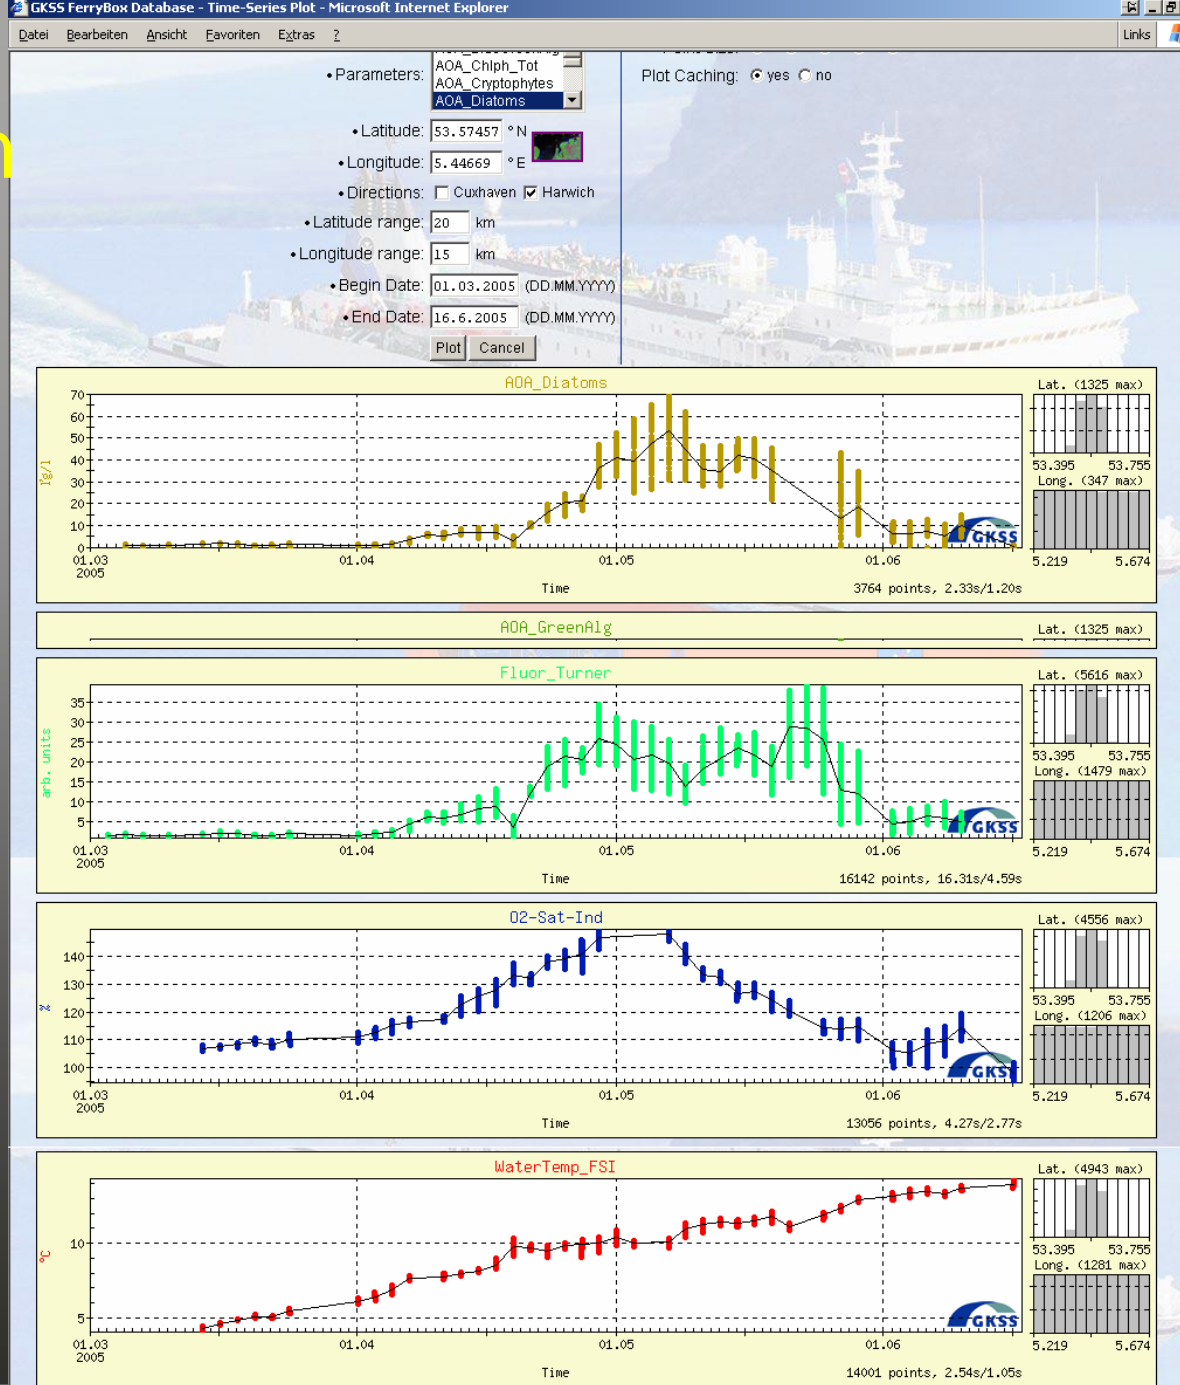 GKSS FerryBox Database - Time-Series Plot - Microsoft Internet Explorer
Datei Bearbeiten Ansicht Favoriten Extras ? Links
•Parameters:
AOA_Chlph_Tot
AOA_Cryptophytes
AOA_Diatoms
Plot Caching: yes no
•Latitude: 53.57457 °N
•Longitude: 5.44669 °E
•Directions: Cuxhaven Harwich
•Latitude range: 20 km
•Longitude range: 15 km
•Begin Date: 01.03.2005 (DD.MM.YYYY)
•End Date: 16.6.2005 (DD.MM.YYYY)
Plot Cancel
AOA_Diatoms
Lat. (1325 max)
70
60
50
40
30
20
10
0
53.395 53.755
Long. (347 max)
GKSS
01.03 2005 01.04 01.05 01.06
5.219 5.674
Time
3764 points, 2.33s/1.20s
AOA_GreenAlg
Lat. (1325 max)
Fluor_Turner
Lat. (5616 max)
arb. units
35
30
25
20
15
10
5
53.395 53.755
Long. (1479 max)
GKSS
01.03 2005 01.04 01.05 01.06
5.219 5.674
Time
16142 points, 16.31s/4.59s
O2-Sat-Ind
Lat. (4556 max)
%
140
130
120
110
100
53.395 53.755
Long. (1206 max)
GKSS
01.03 2005 01.04 01.05 01.06
5.219 5.674
Time
13056 points, 4.27s/2.77s
WaterTemp_FSI
Lat. (4943 max)
°C
10
5
53.395 53.755
Long. (1281 max)
GKSS
01.03 2005 01.04 01.05 01.06
5.219 5.674
Time
14001 points, 2.54s/1.05s